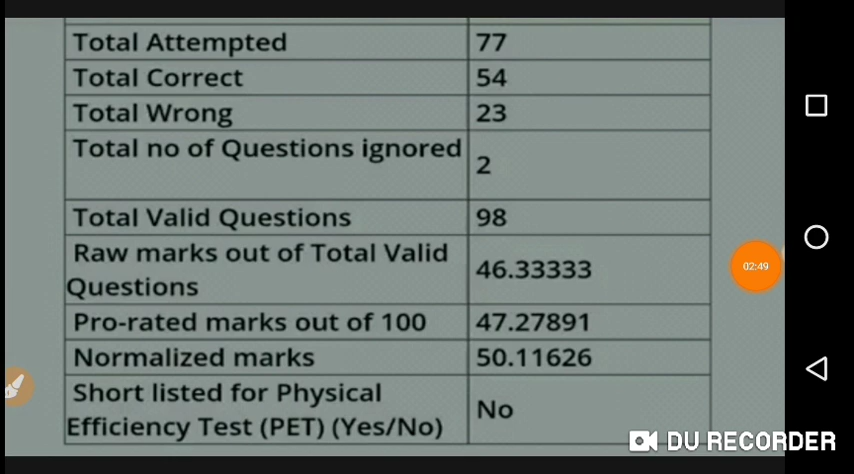 Total Attempted 77
Total Correct 54
Total Wrong 23
Total no of Questions ignored 2
Total Valid Questions 98
Raw marks out of Total Valid
Questions 46.33333
Pro-rated marks out of 100 47.27891
Normalized marks 50.11626
Short listed for Physical
Efficiency Test (PET) (Yes/No) No
02:49
DU RECORDER